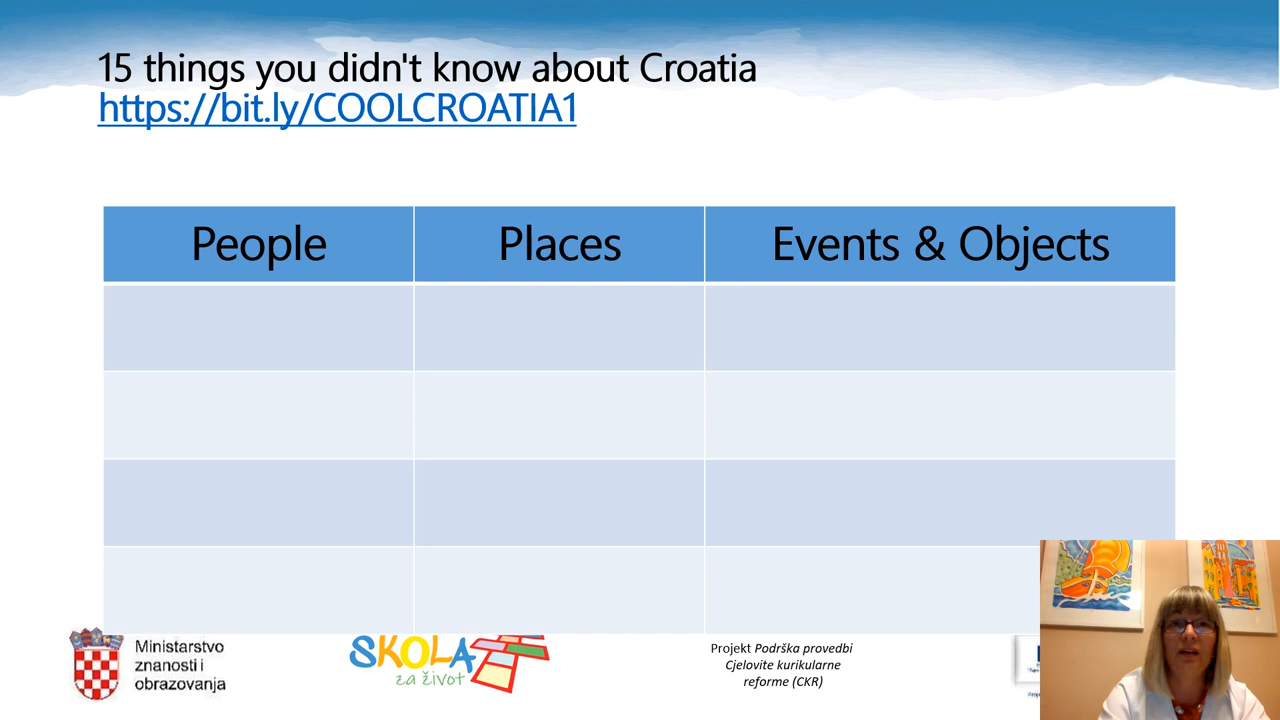 15 things you didn't know about Croatia
https://bit.ly/COOLCROATIA1
People Places Events & Objects
Ministarstvo
znanosti i
obrazovanja
ŠKOLA
za život
Projekt Podrška provedbi
Cjelovite kurikularne
reforme (CKR)